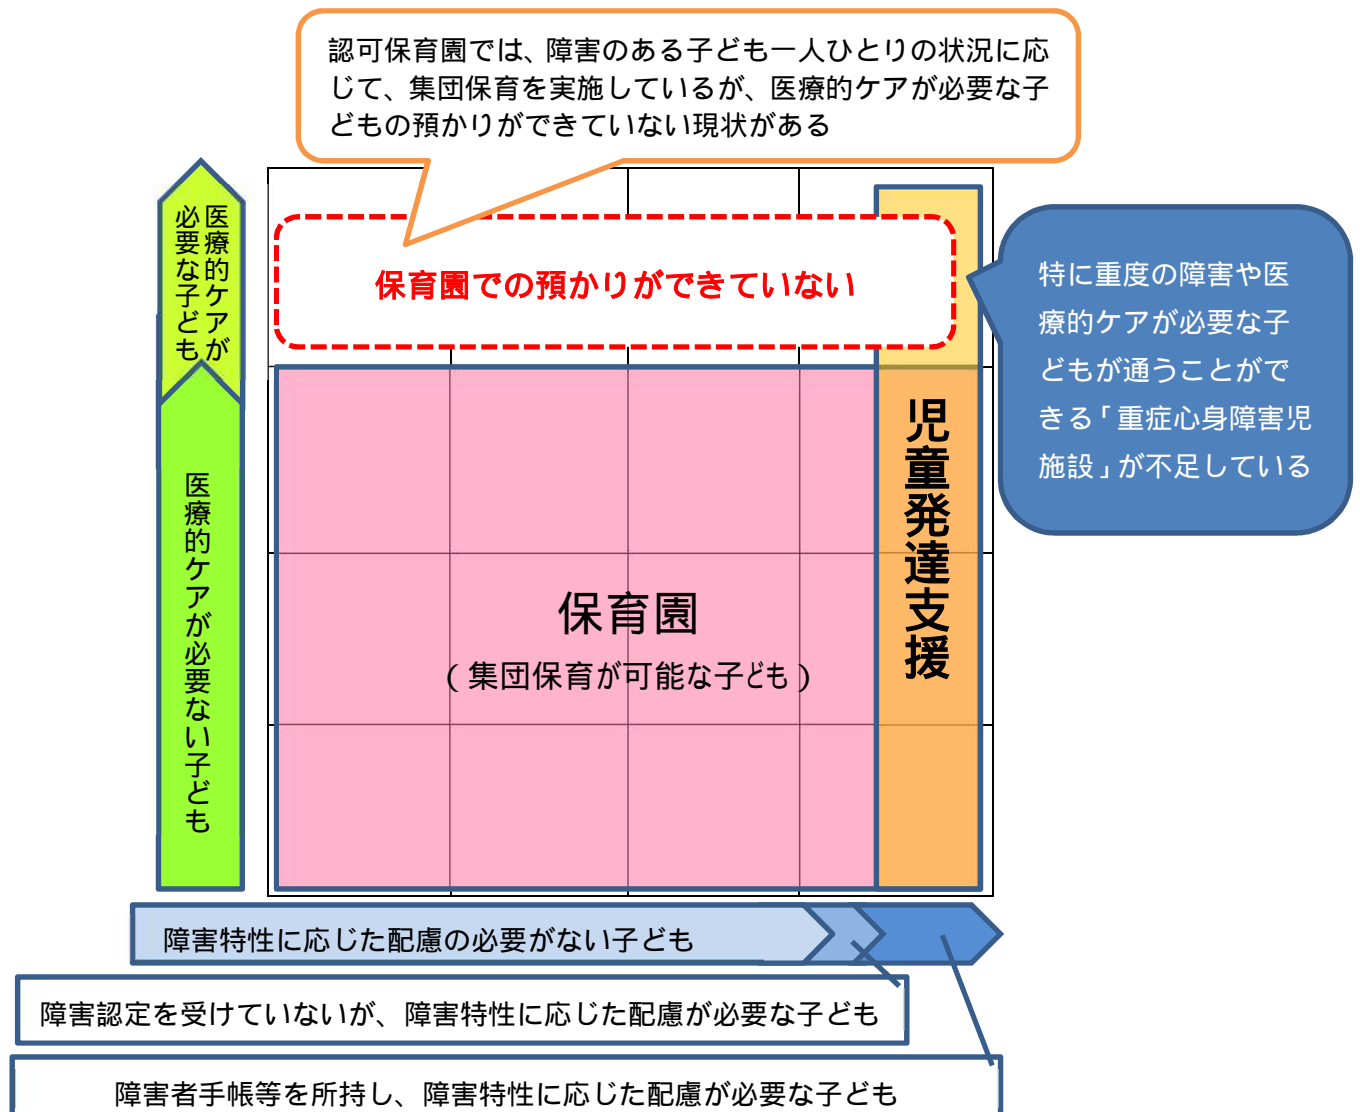 認可保育園では、障害のある子ども一人ひとりの状況に応
じて、集団保育を実施しているが、医療的ケアが必要な子
どもの預かりができていない現状がある
医療的ケアが
必要な子ども
保育園での預かりができていない
特に重度の障害や医
療的ケアが必要な子
どもが通うことがで
きる「重症心身障害児
施設」が不足している
児童発達支援
医療的ケアが必要ない子ども
保育園
(集団保育が可能な子ども)
障害特性に応じた配慮の必要がない子ども
障害認定を受けていないが、障害特性に応じた配慮が必要な子ども
障害者手帳等を所持し、障害特性に応じた配慮が必要な子ども